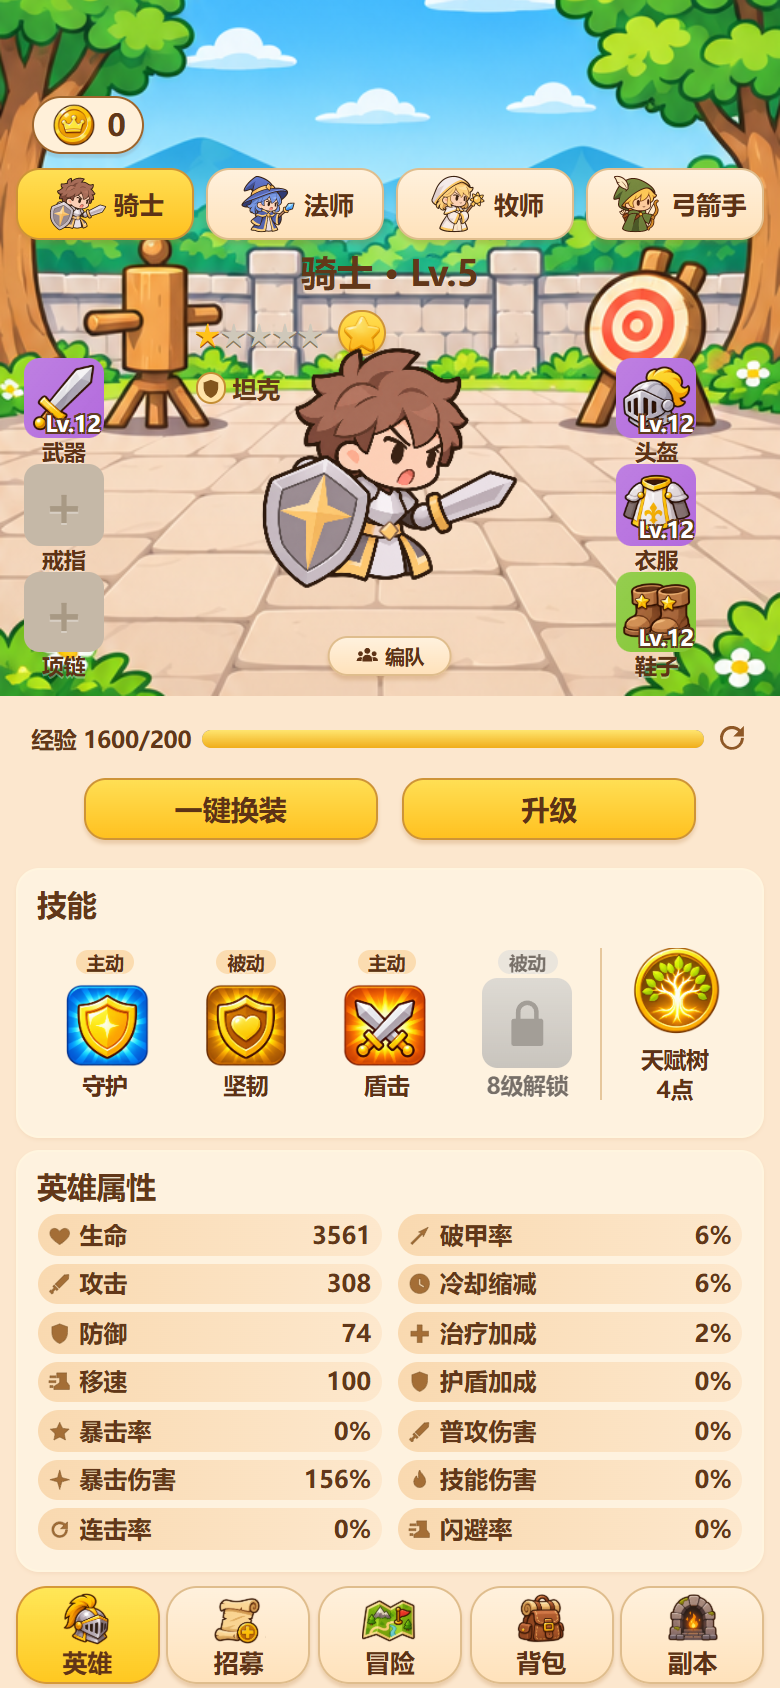 0
骑士 法师 牧师 弓箭手
骑士·Lv.5
坦克
Lv.12
武器
戒指
项链
Lv.12
头盔
Lv.12
衣服
Lv.12
鞋子
编队
经验 1600/200
一键换装 升级
技能
主动 被动 主动 被动
守护 坚韧 盾击 8级解锁
天赋树
4点
英雄属性
生命 3561 破甲率 6%
攻击 308 冷却缩减 6%
防御 74 治疗加成 2%
移速 100 护盾加成 0%
暴击率 0% 普攻伤害 0%
暴击伤害 156% 技能伤害 0%
连击率 0% 闪避率 0%
英雄 招募 冒险 背包 副本